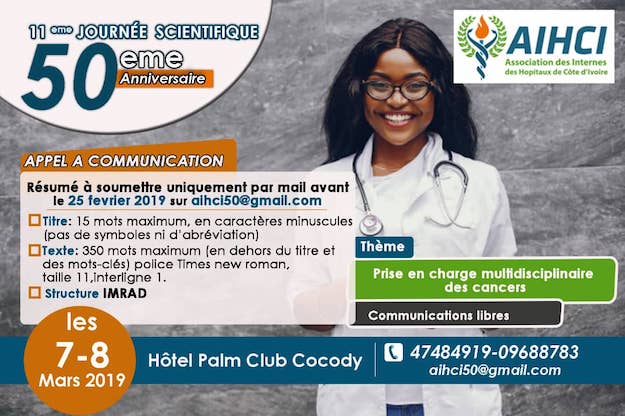 11 eme JOURNÉE SCIENTIFIQUE
50 eme
Anniversaire
AIHCI
Association des Internes
des Hopitaux de Côte d'Ivoire
APPEL A COMMUNICATION
Résumé à soumettre uniquement par mail avant
le 25 fevrier 2019 sur aihci50@gmail.com
Titre: 15 mots maximum, en caractères minuscules
(pas de symboles ni d'abréviation)
Texte: 350 mots maximum (en dehors du titre et
des mots-clés) police Times new roman,
taille 11,interligne 1.
Structure IMRAD
Thème
Prise en charge multidisciplinaire
des cancers
Communications libres
les
7-8
Mars 2019
Hôtel Palm Club Cocody
47484919-09688783
aihci50@gmail.com